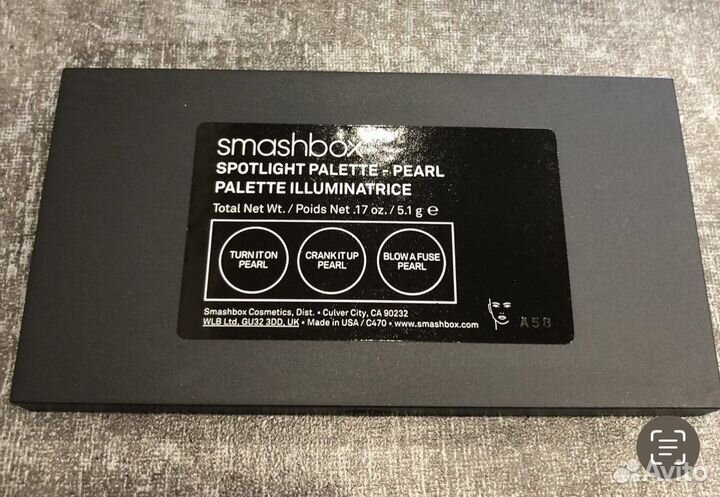 smashbox
SPOTLIGHT PALETTE - PEARL
PALETTE ILLUMINATRICE
Total Net Wt. / Poids Net .17 oz. / 5.1 g ℮
TURN IT ON
PEARL
CRANK IT UP
PEARL
BLOW A FUSE
PEARL
Smashbox Cosmetics, Dist. • Culver City, CA 90232
WLB Ltd, GU32 3DD, UK • Made in USA / C470 • www.smashbox.com
A58
Avito